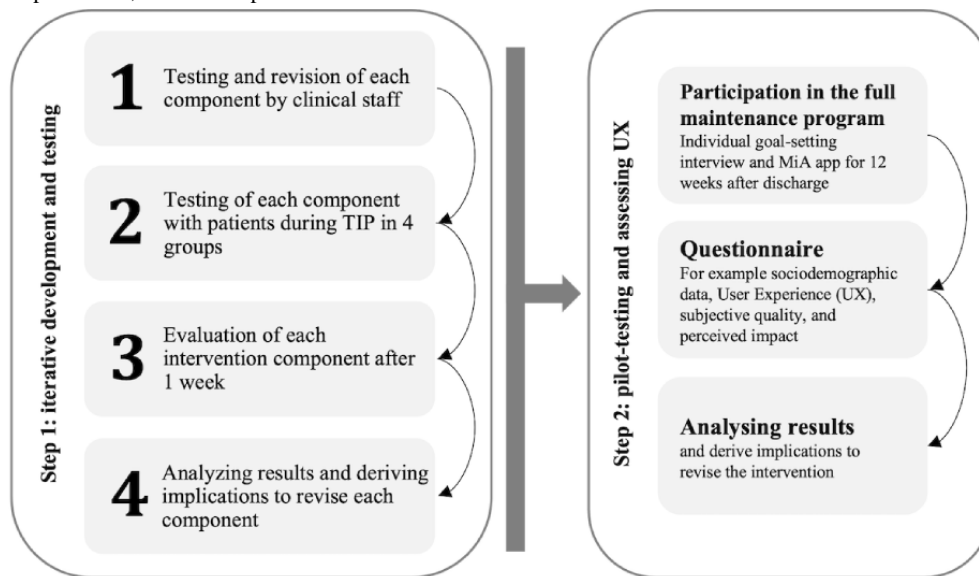 Step 1: iterative development and testing
1
Testing and revision of each
component by clinical staff
2
Testing of each component
with patients during TIP in 4
groups
3
Evaluation of each
intervention component after
1 week
4
Analyzing results and deriving
implications to revise each
component
Step 2: pilot-testing and assessing UX
Participation in the full
maintenance program
Individual goal-setting
interview and MiA app for 12
weeks after discharge
Questionnaire
For example sociodemographic
data, User Experience (UX),
subjective quality, and
perceived impact
Analysing results
and derive implications to
revise the intervention